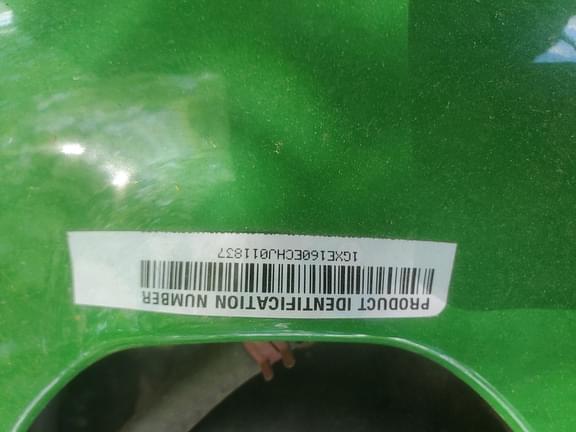 PRODUCT IDENTIFICATION NUMBER
1GXE160ECHJ011837